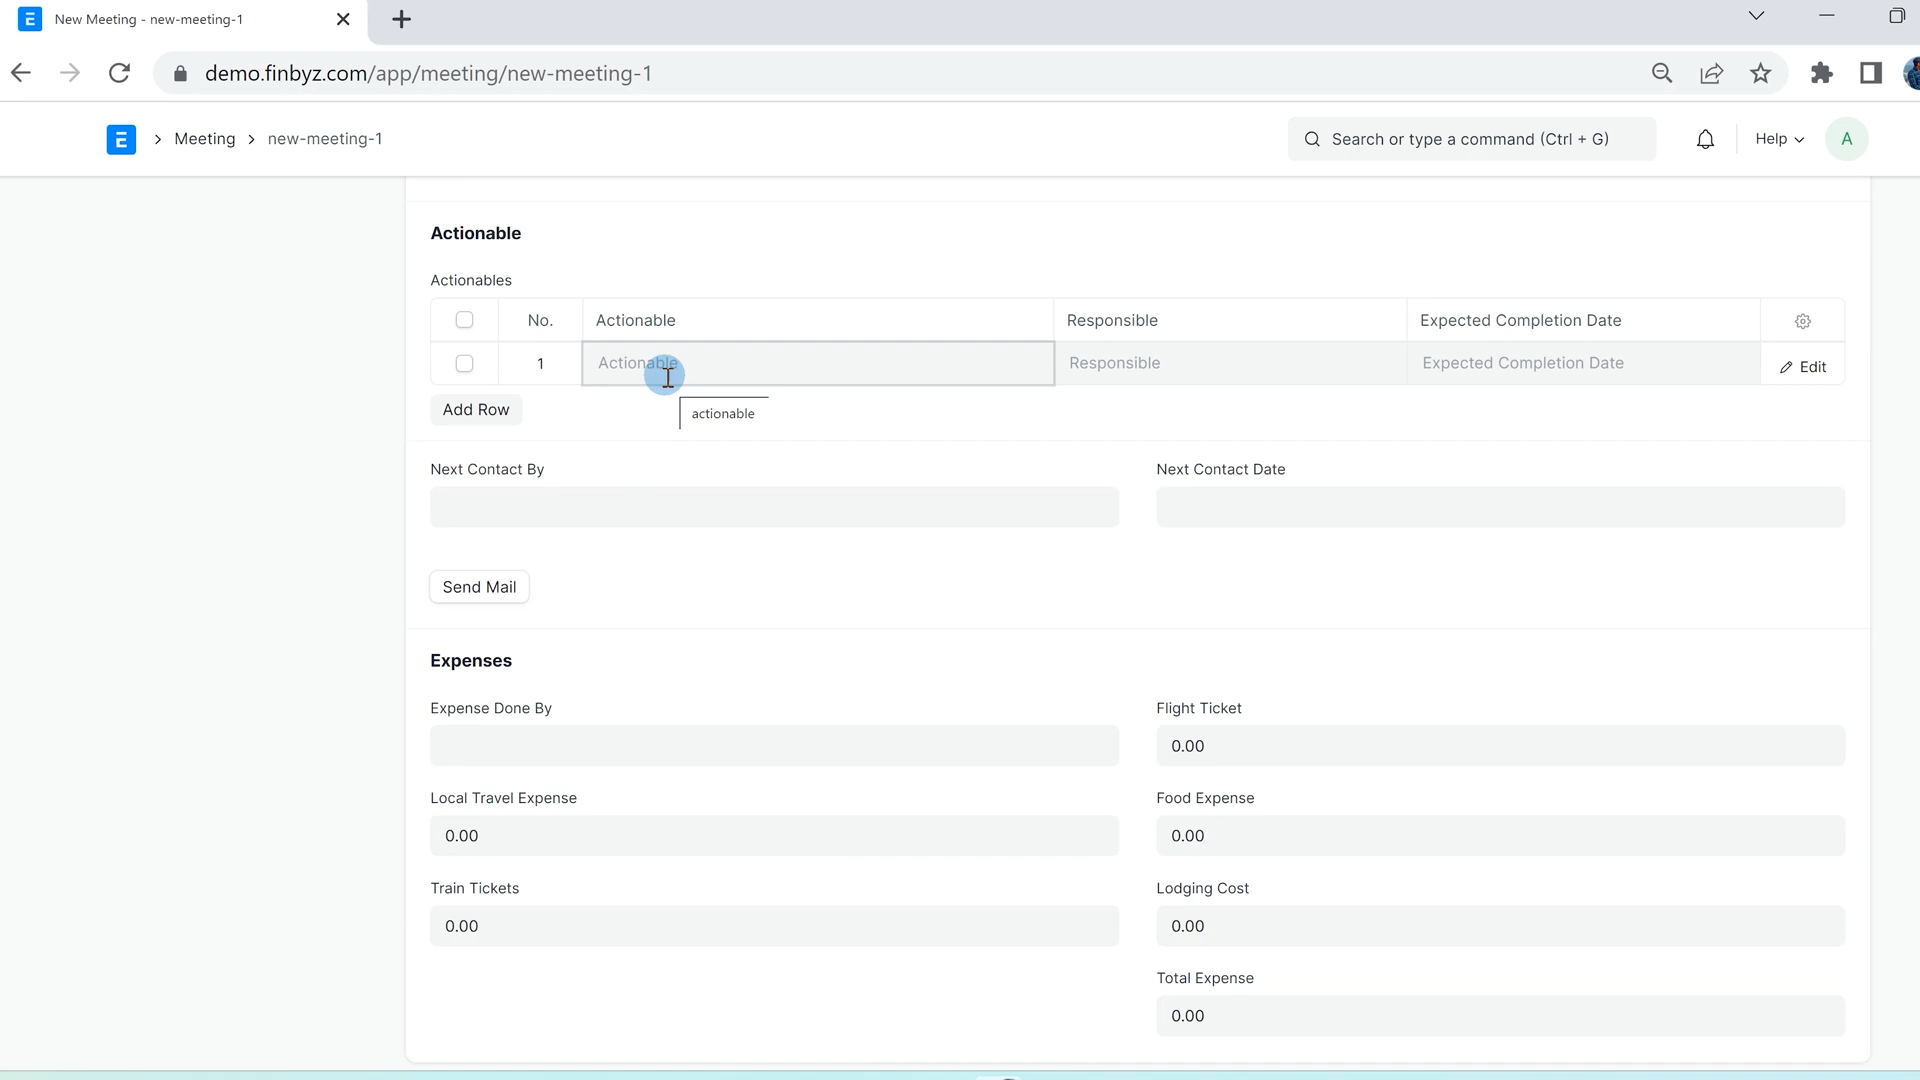 New Meeting - new-meeting-1
demo.finbyz.com/app/meeting/new-meeting-1
E > Meeting > new-meeting-1
Search or type a command (Ctrl + G)
Help
A
Actionable
Actionables
No. Actionable Responsible Expected Completion Date
1 Actionable Responsible Expected Completion Date Edit
Add Row
actionable
Next Contact By
Next Contact Date
Send Mail
Expenses
Expense Done By
Flight Ticket
0.00
Local Travel Expense
0.00
Food Expense
0.00
Train Tickets
0.00
Lodging Cost
0.00
Total Expense
0.00